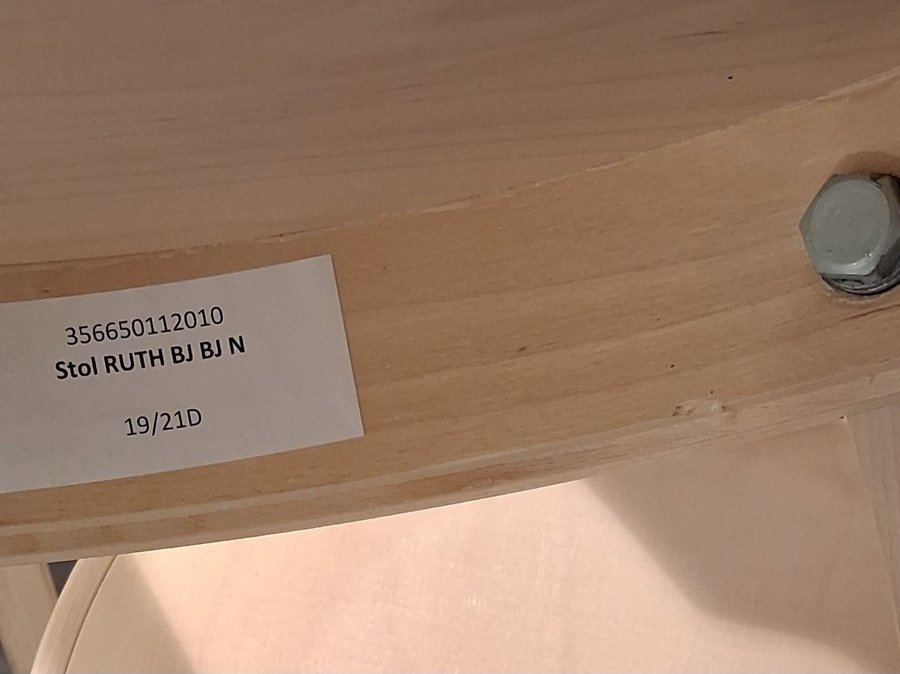 356650112010
Stol RUTH BJ BJ N
19/21D